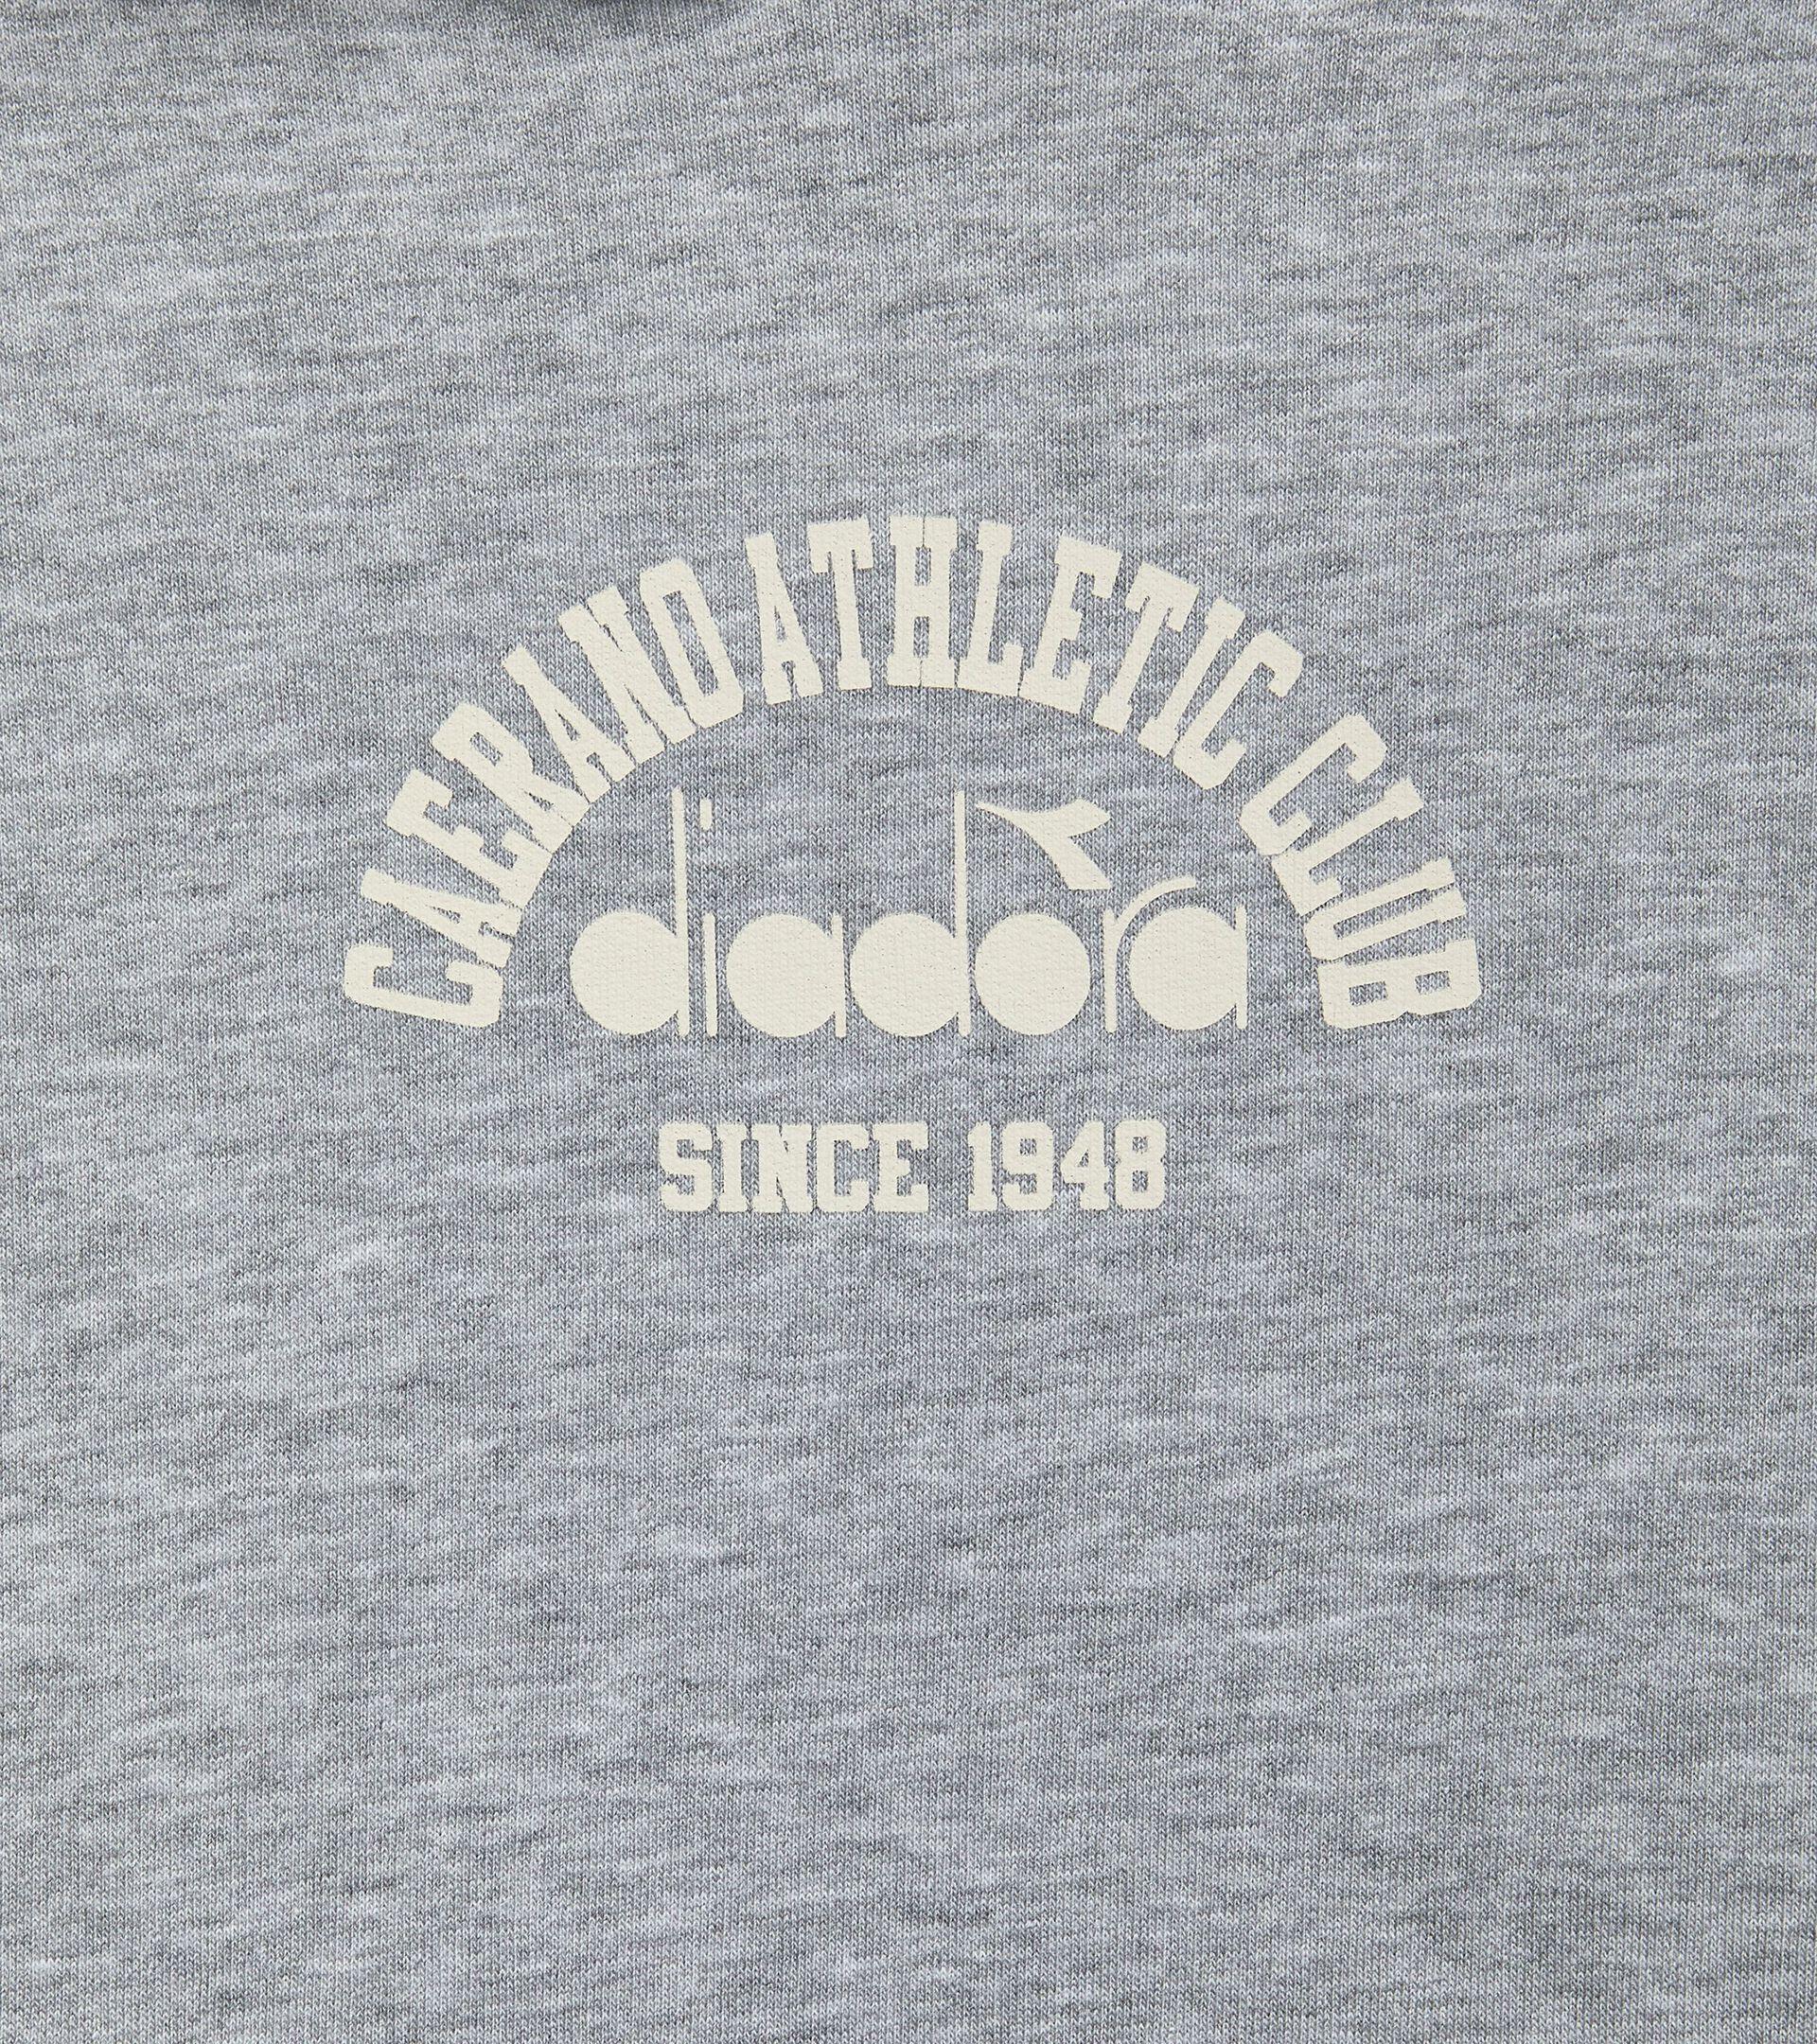 CAERANO ATHLETIC CLUB
diadora
SINCE 1948